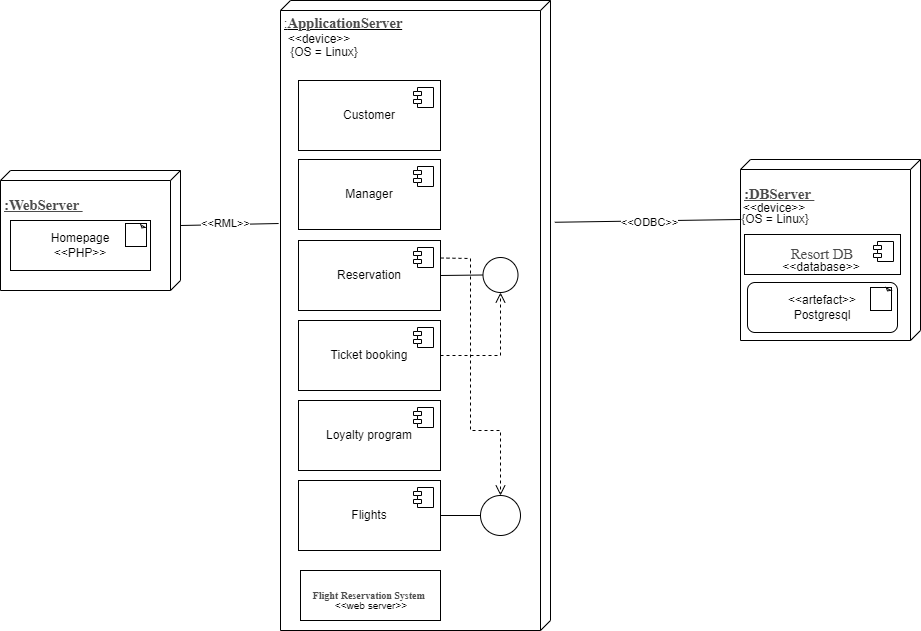 :ApplicationServer
<<device>>
{OS = Linux}
Customer
Manager
Reservation
Ticket booking
Loyalty program
Flights
Flight Reservation System
<<web server>>
:WebServer
Homepage
<<PHP>>
<<RML>>
<<ODBC>>
:DBServer
<<device>>
{OS = Linux}
Resort DB
<<database>>
<<artefact>>
Postgresql